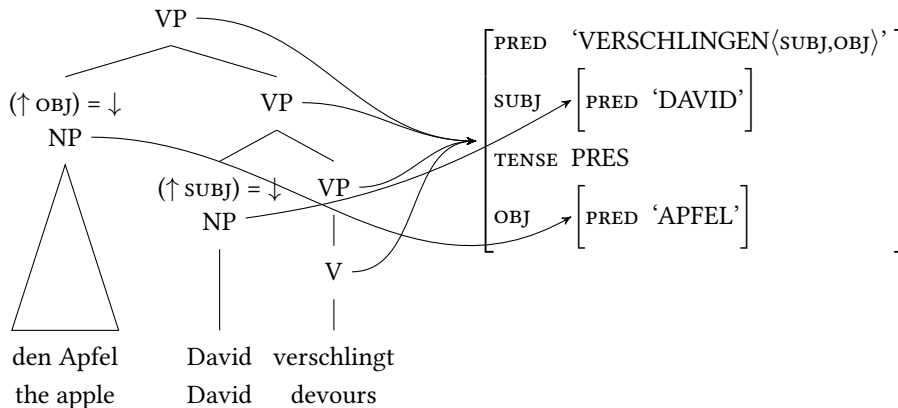 VP
PRED ‘VERSCHLINGEN⟨SUBJ,OBJ⟩’
(↑ OBJ) = ↓
VP
SUBJ [PRED ‘DAVID’]
NP
TENSE PRES
(↑ SUBJ) = ↓
VP
NP
OBJ [PRED ‘APFEL’]
V
den Apfel David verschlingt
the apple David devours